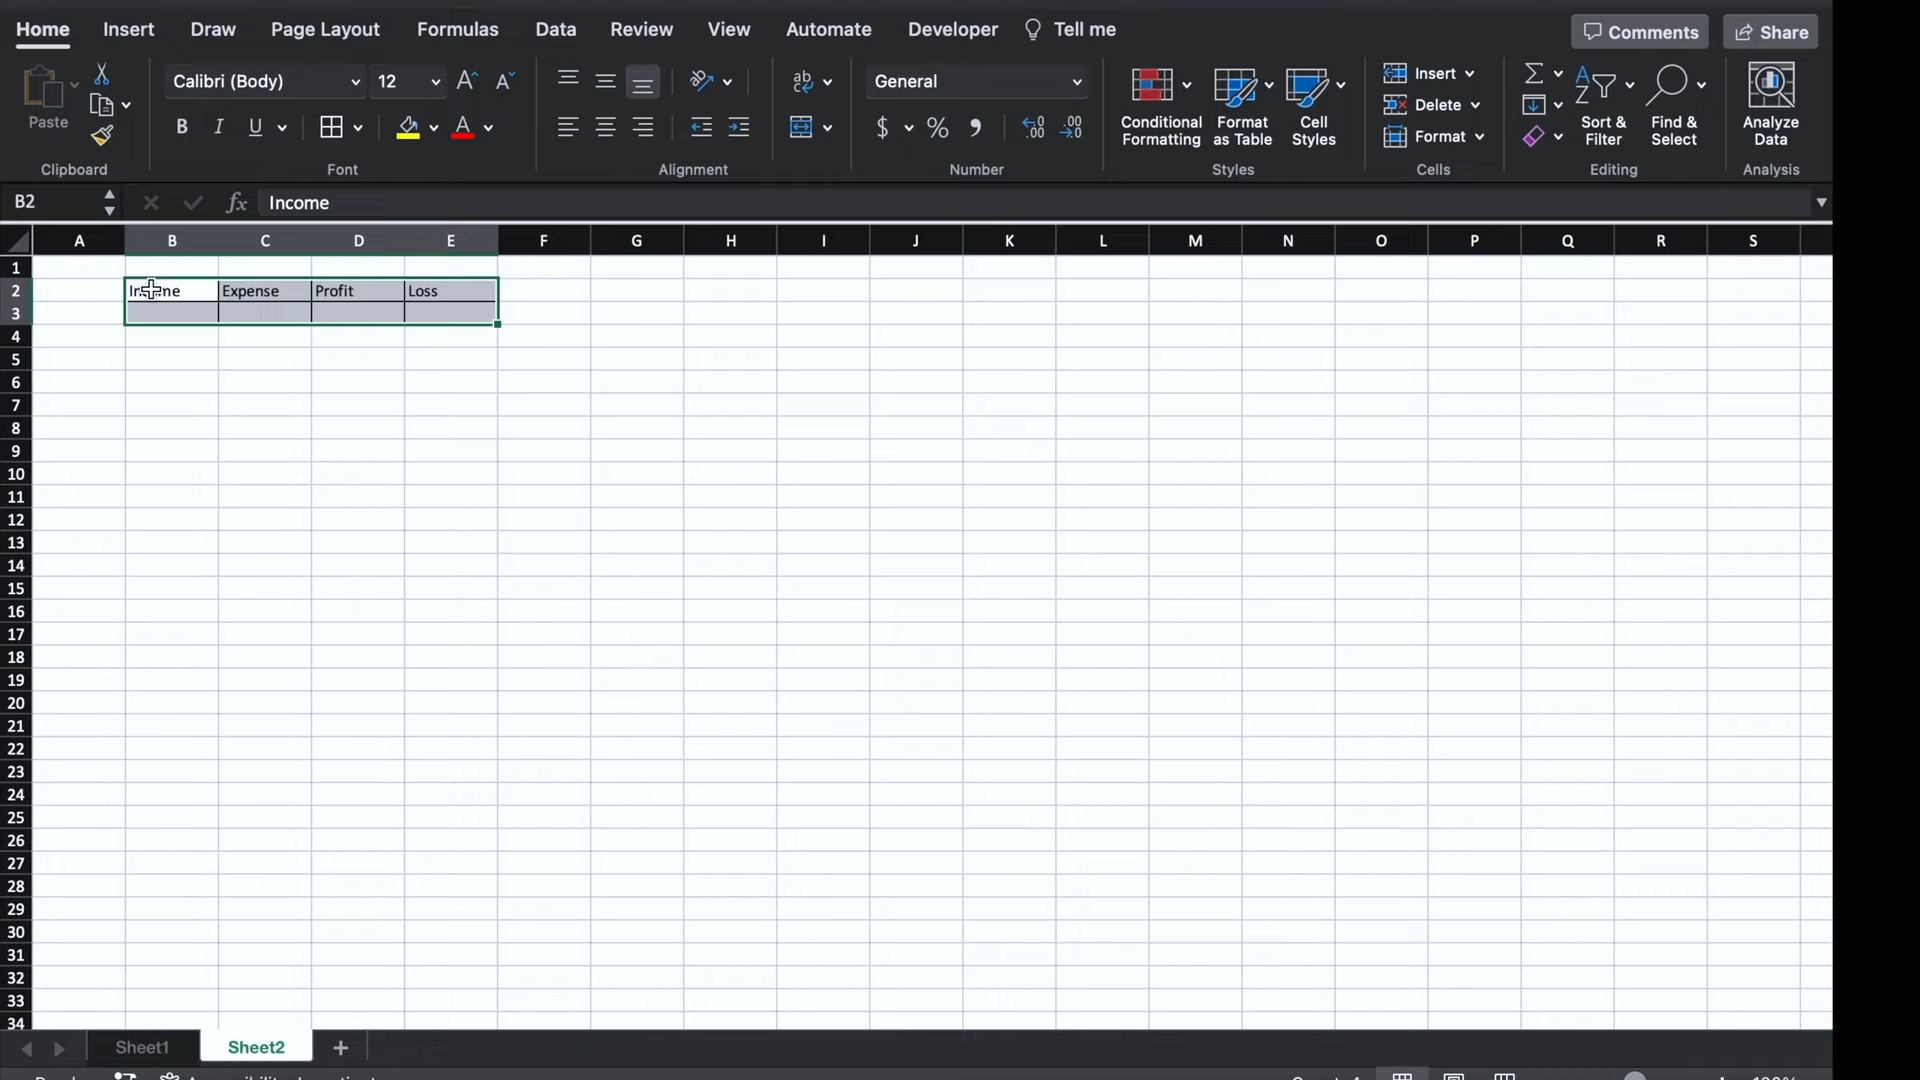 Home Insert Draw Page Layout Formulas Data Review View Automate Developer Tell me Comments Share
Paste
Calibri (Body) 12
B I U A
General
$ %
Conditional Formatting
Format as Table
Cell Styles
Insert
Delete
Format
Sort & Filter
Find & Select
Analyze Data
Clipboard Font Alignment Number Styles Cells Editing Analysis
B2 fx Income
A B C D E F G H I J K L M N O P Q R S
1
2 Income Expense Profit Loss
3
4
5
6
7
8
9
10
11
12
13
14
15
16
17
18
19
20
21
22
23
24
25
26
27
28
29
30
31
32
33
34
Sheet1 Sheet2 +